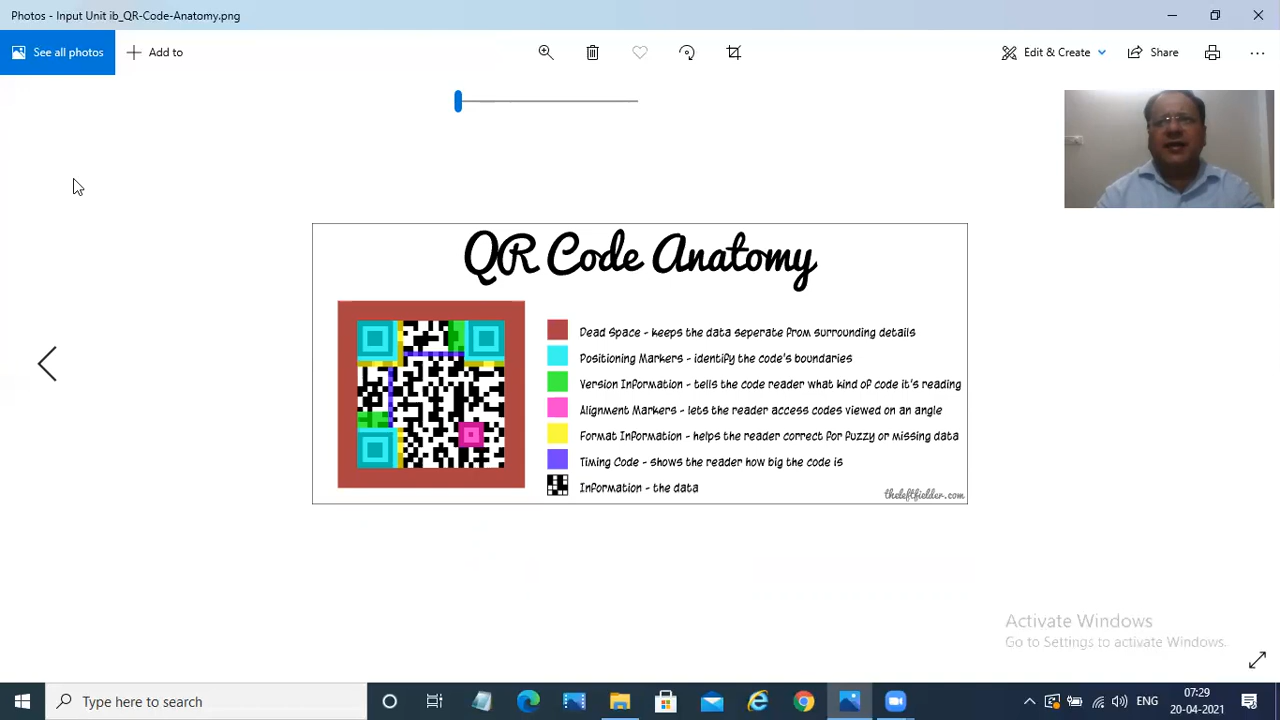 Photos - Input Unit ib_QR-Code-Anatomy.png
See all photos
Add to
Edit & Create
Share
QR Code Anatomy
Dead Space - keeps the data seperate from surrounding details
Positioning Markers - identify the code's boundaries
Version Information - tells the code reader what kind of code it's reading
Alignment Markers - lets the reader access codes viewed on an angle
Format Information - helps the reader correct for fuzzy or missing data
Timing Code - shows the reader how big the code is
Information - the data
theleftfielder.com
Activate Windows
Go to Settings to activate Windows.
Type here to search
ENG
07:29
20-04-2021